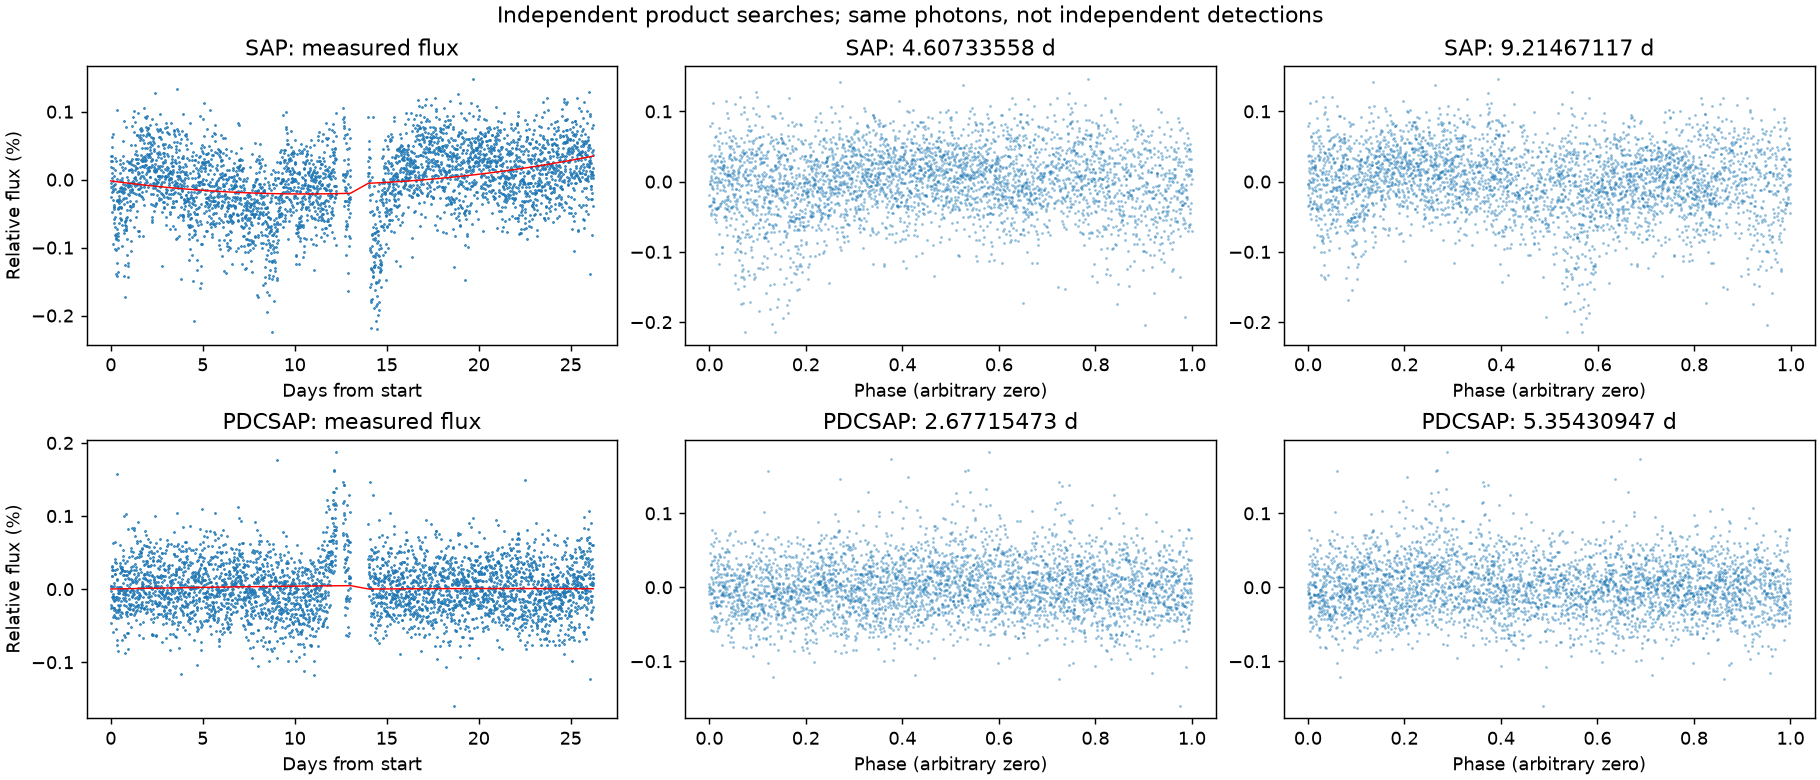 Independent product searches; same photons, not independent detections
SAP: measured flux
SAP: 4.60733558 d
SAP: 9.21467117 d
Relative flux (%)
0.1
0.0
−0.1
−0.2
0 5 10 15 20 25
Days from start
0.1
0.0
−0.1
−0.2
0.0 0.2 0.4 0.6 0.8 1.0
Phase (arbitrary zero)
0.1
0.0
−0.1
−0.2
0.0 0.2 0.4 0.6 0.8 1.0
Phase (arbitrary zero)
PDCSAP: measured flux
PDCSAP: 2.67715473 d
PDCSAP: 5.35430947 d
Relative flux (%)
0.2
0.1
0.0
−0.1
0 5 10 15 20 25
Days from start
0.1
0.0
−0.1
0.0 0.2 0.4 0.6 0.8 1.0
Phase (arbitrary zero)
0.1
0.0
−0.1
0.0 0.2 0.4 0.6 0.8 1.0
Phase (arbitrary zero)